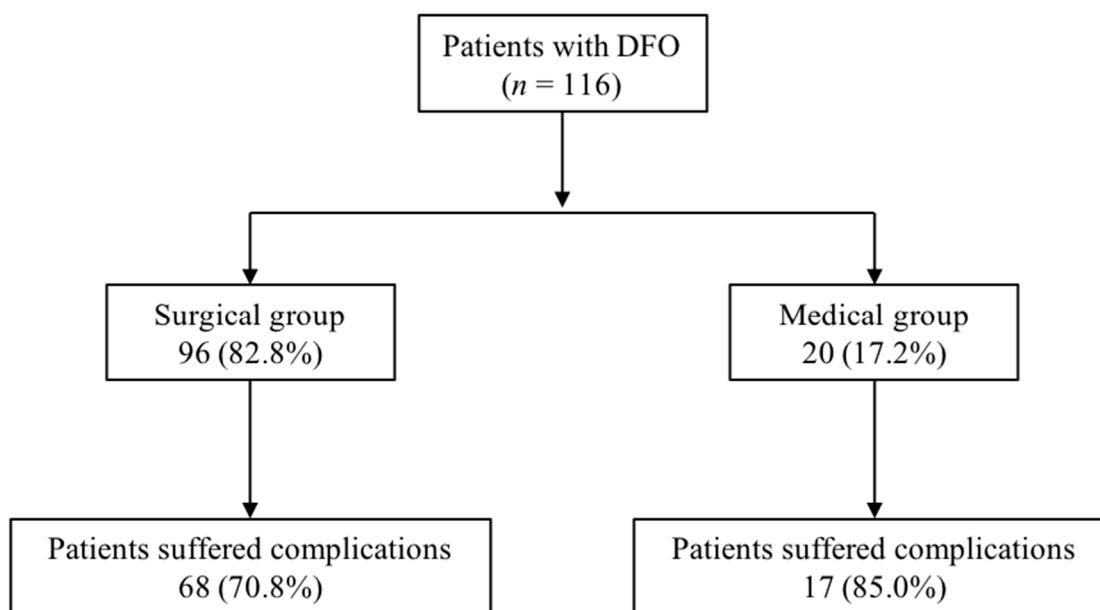 Patients with DFO
(n = 116)
Surgical group
96 (82.8%)
Medical group
20 (17.2%)
Patients suffered complications
68 (70.8%)
Patients suffered complications
17 (85.0%)